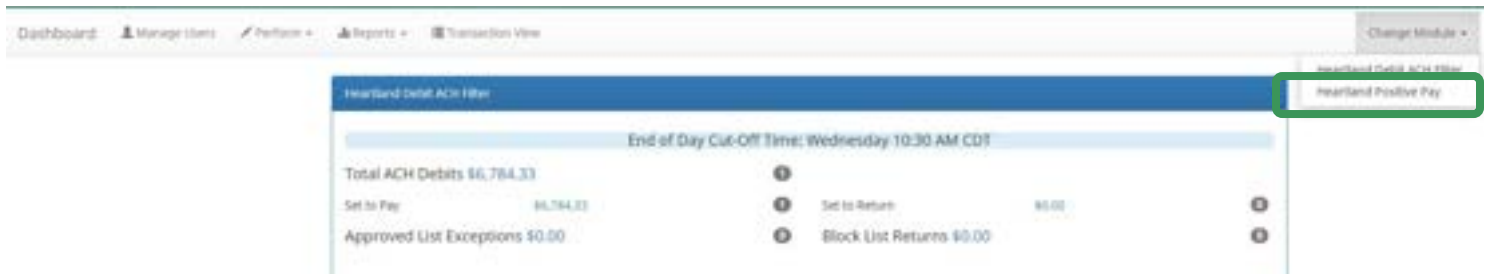 Dashboard Manage Users Perform Reports Transaction View Change Module
Heartland Debit ACH Filter
Heartland Positive Pay
Heartland Debit ACH Filter
End of Day Cut-Off Time: Wednesday 10:30 AM CDT
Total ACH Debits $6,784.33
Set to Pay $6,784.33 Set to Return $0.00
Approved List Exceptions $0.00 Block List Returns $0.00